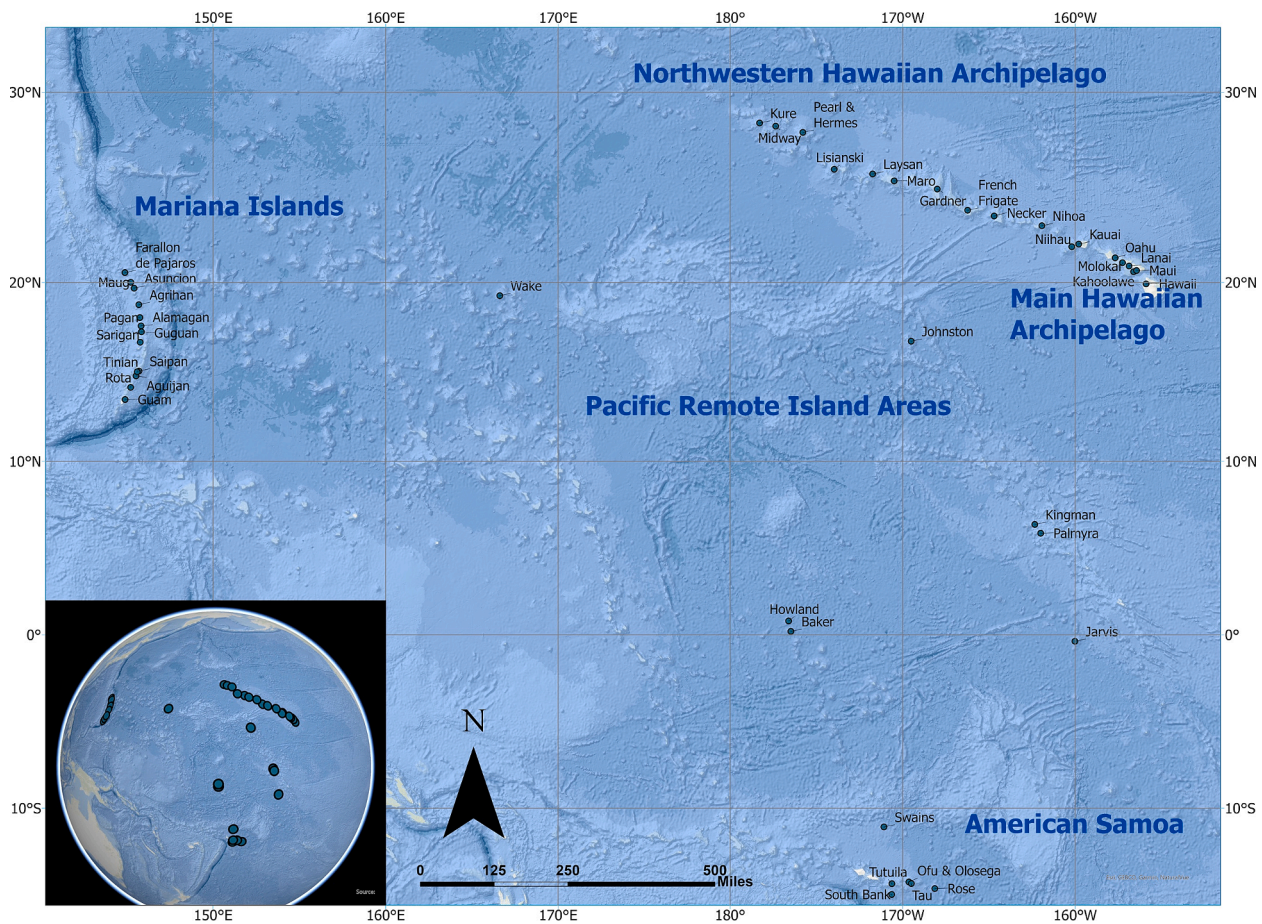 150°E 160°E 170°E 180° 170°W 160°W
Northwestern Hawaiian Archipelago
30°N 30°N
Pearl &
Kure Hermes
Midway
Lisianski Laysan
Maro French
Gardner Frigate
Necker Nihoa
Mariana Islands
Niihau Kauai
Oahu
Farallon
de Pajaros
Molokai Lanai
Maug Asuncion
Maui
20°N 20°N
Kahoolawe Hawaii
Wake
Agrihan
Main Hawaiian
Archipelago
Pagan Alamagan
Sarigan Guguan
Johnston
Tinian Saipan
Rota Aguijan
Guam
Pacific Remote Island Areas
10°N 10°N
Kingman
Palmyra
Howland
Baker
0° 0°
Jarvis
N
10°S 10°S
Swains
American Samoa
0 125 250 500
Miles
Tutuila Ofu & Olosega
South Bank Tau Rose
Source:
150°E 160°E 170°E 180° 170°W 160°W